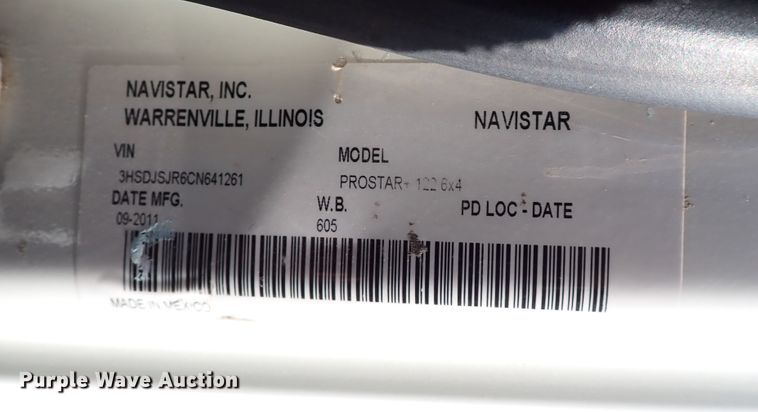 NAVISTAR, INC.
WARRENVILLE, ILLINOIS NAVISTAR
VIN MODEL
3HSDJSJR6CN641261 PROSTAR+ 122 6x4
DATE MFG. W.B. PD LOC - DATE
09-2011 605
MADE IN MEXICO
Purple Wave Auction